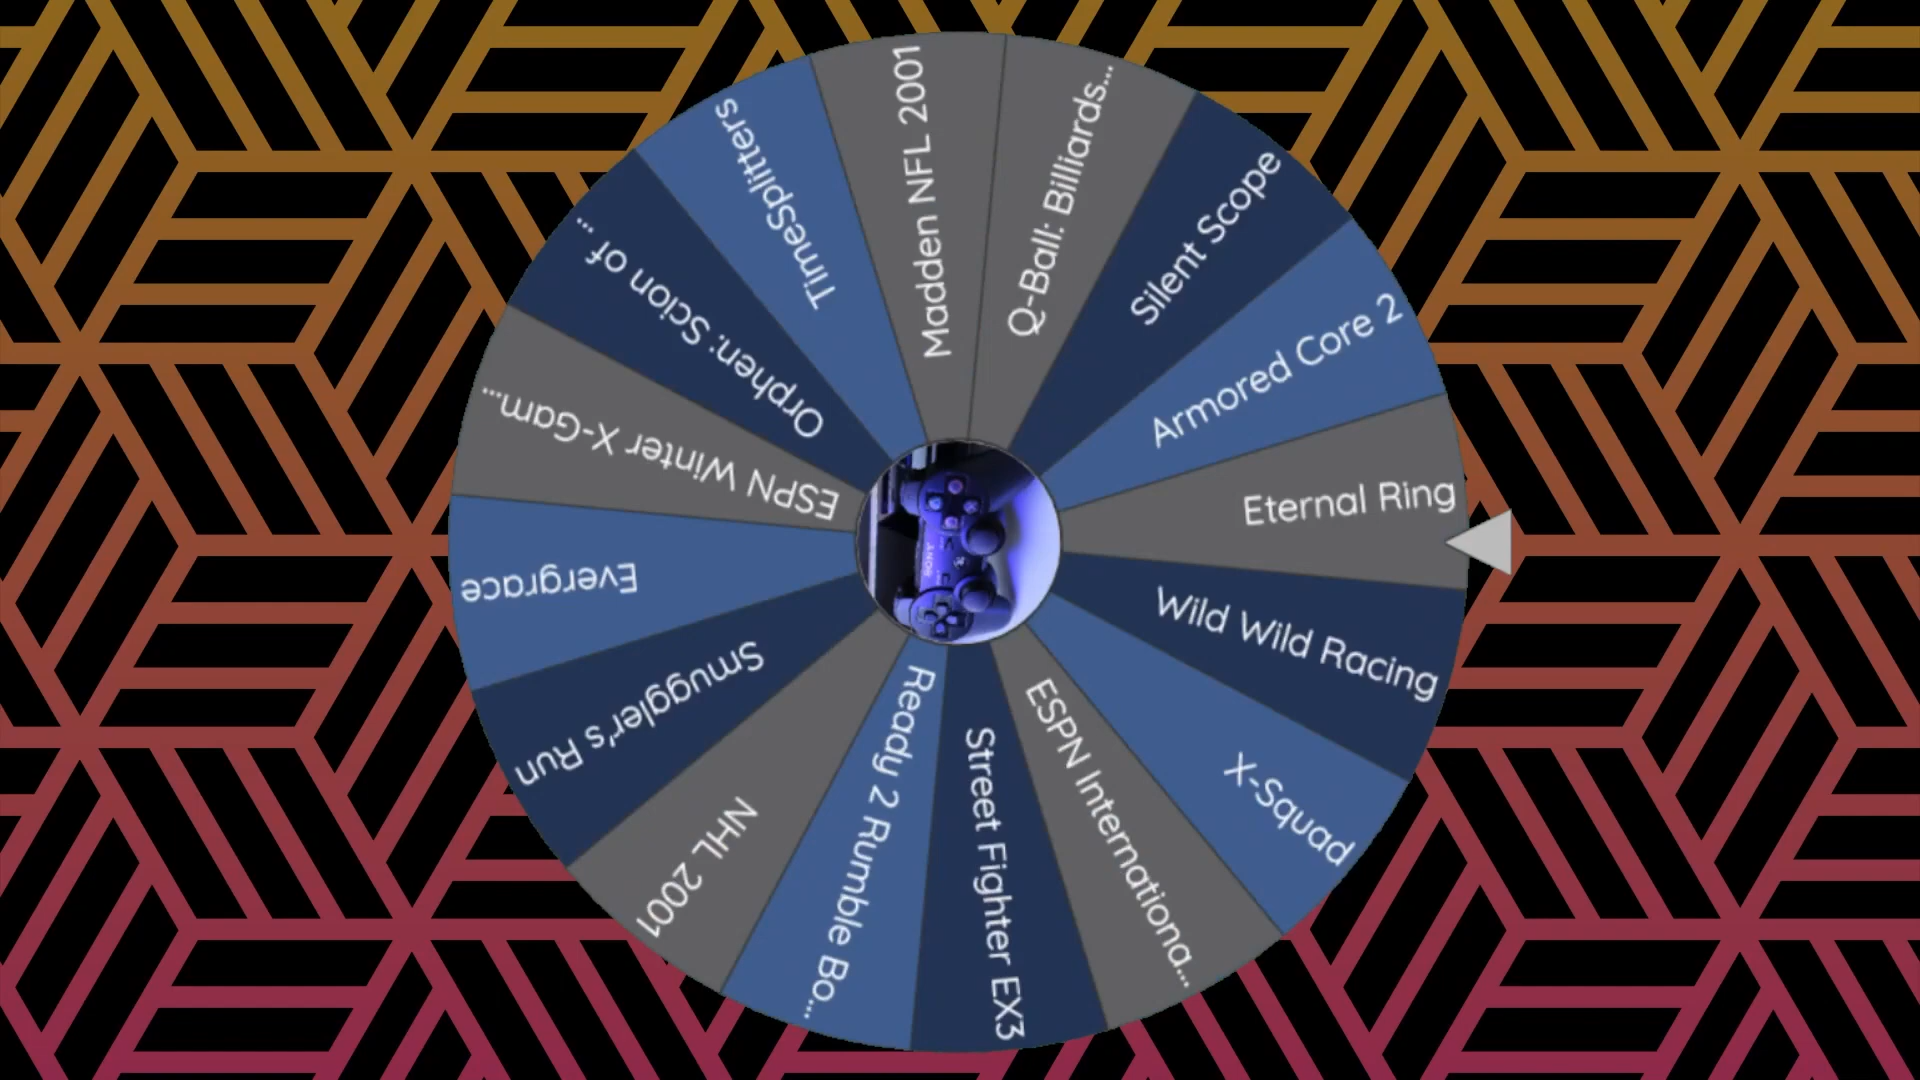 Madden NFL 2001
Q-Ball: Billiards...
Silent Scope
Armored Core 2
Eternal Ring
Wild Wild Racing
X-Squad
ESPN Internationa...
Street Fighter EX3
Ready 2 Rumble Bo...
NHL 2001
Smuggler's Run
Evergrace
ESPN Winter X-Gam...
Orphen: Scion of ...
TimeSplitters
SONY